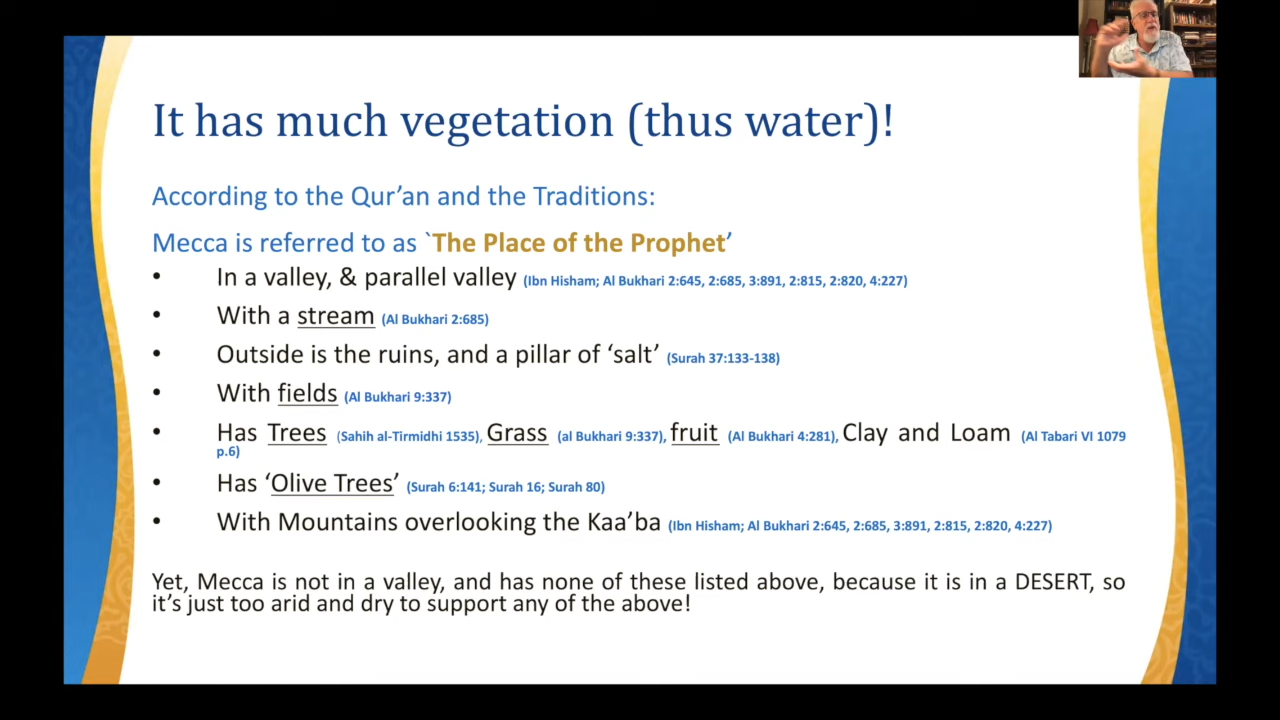 It has much vegetation (thus water)!
According to the Qur’an and the Traditions:
Mecca is referred to as `The Place of the Prophet’
• In a valley, & parallel valley (Ibn Hisham; Al Bukhari 2:645, 2:685, 3:891, 2:815, 2:820, 4:227)
• With a stream (Al Bukhari 2:685)
• Outside is the ruins, and a pillar of ‘salt’ (Surah 37:133-138)
• With fields (Al Bukhari 9:337)
• Has Trees (Sahih al-Tirmidhi 1535), Grass (al Bukhari 9:337), fruit (Al Bukhari 4:281), Clay and Loam (Al Tabari VI 1079
p.6)
• Has ‘Olive Trees’ (Surah 6:141; Surah 16; Surah 80)
• With Mountains overlooking the Kaa’ba (Ibn Hisham; Al Bukhari 2:645, 2:685, 3:891, 2:815, 2:820, 4:227)
Yet, Mecca is not in a valley, and has none of these listed above, because it is in a DESERT, so
it’s just too arid and dry to support any of the above!